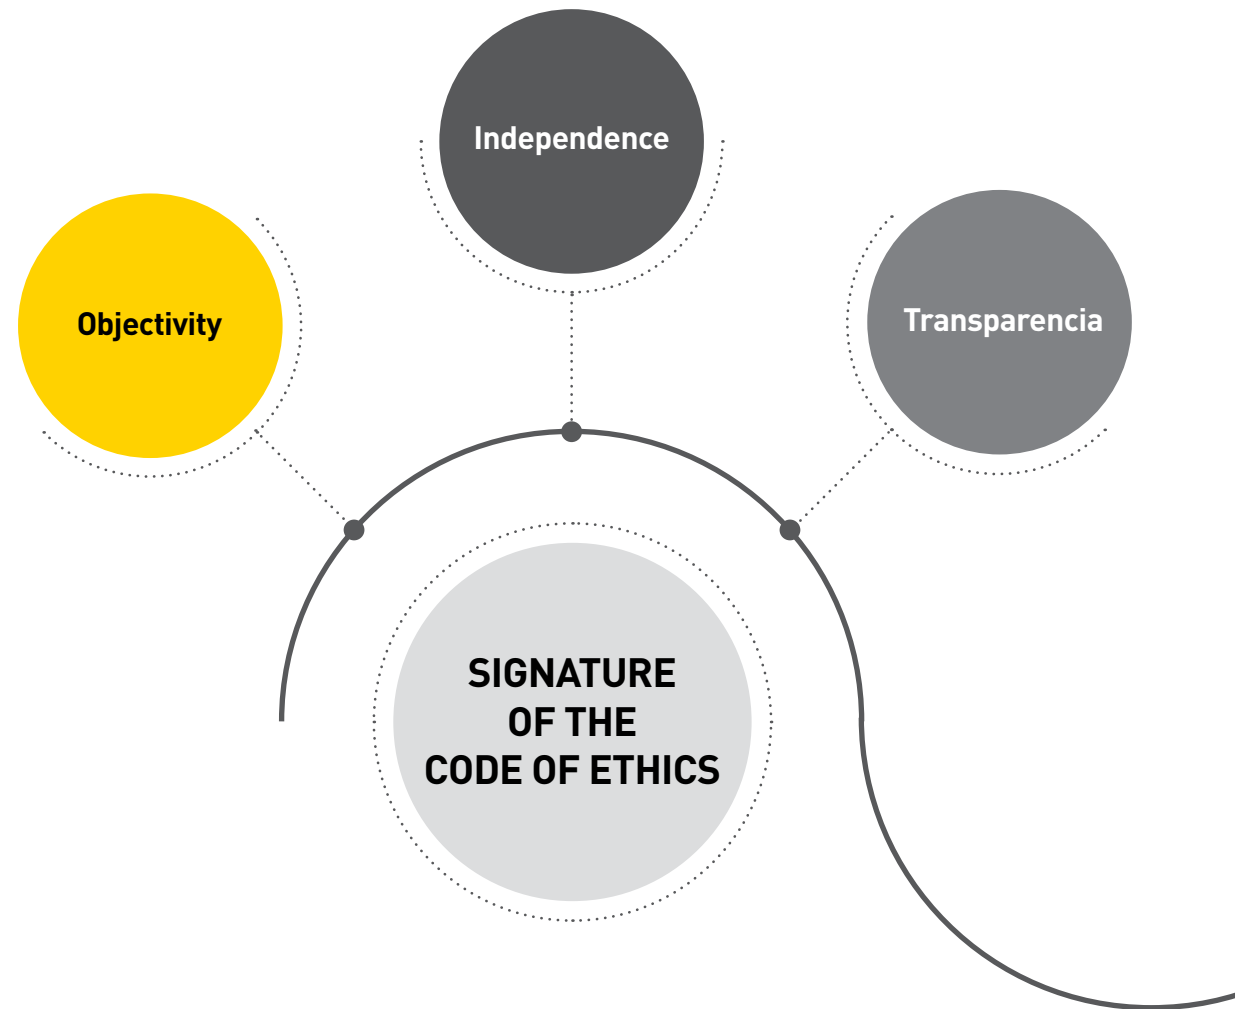 Independence
Objectivity
Transparencia
SIGNATURE
OF THE
CODE OF ETHICS